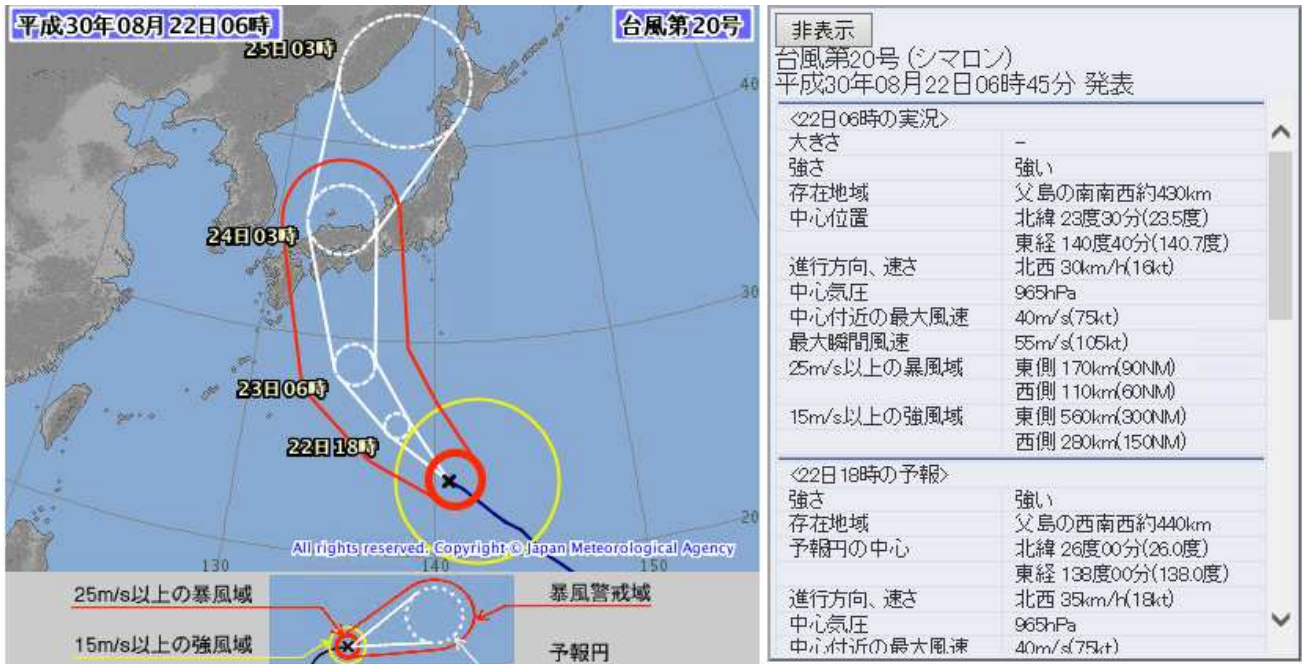 平成30年08月22日06時
台風第20号
25日03時
40
24日03時
30
23日06時
22日18時
20
All rights reserved. Copyright © Japan Meteorological Agency
130
140
150
25m/s以上の暴風域
暴風警戒域
15m/s以上の強風域
予報円
非表示
台風第20号 (シマロン)
平成30年08月22日06時45分 発表
<22日06時の実況>
大きさ -
強さ 強い
存在地域 父島の南南西約430km
中心位置 北緯 23度30分(23.5度)
東経 140度40分(140.7度)
進行方向、速さ 北西 30km/h(16kt)
中心気圧 965hPa
中心付近の最大風速 40m/s(75kt)
最大瞬間風速 55m/s(105kt)
25m/s以上の暴風域 東側 170km(90NM)
西側 110km(60NM)
15m/s以上の強風域 東側 560km(300NM)
西側 280km(150NM)
<22日18時の予報>
強さ 強い
存在地域 父島の西南西約440km
予報円の中心 北緯 26度00分(26.0度)
東経 138度00分(138.0度)
進行方向、速さ 北西 35km/h(18kt)
中心気圧 965hPa
中心付近の最大風速 40m/s(75kt)